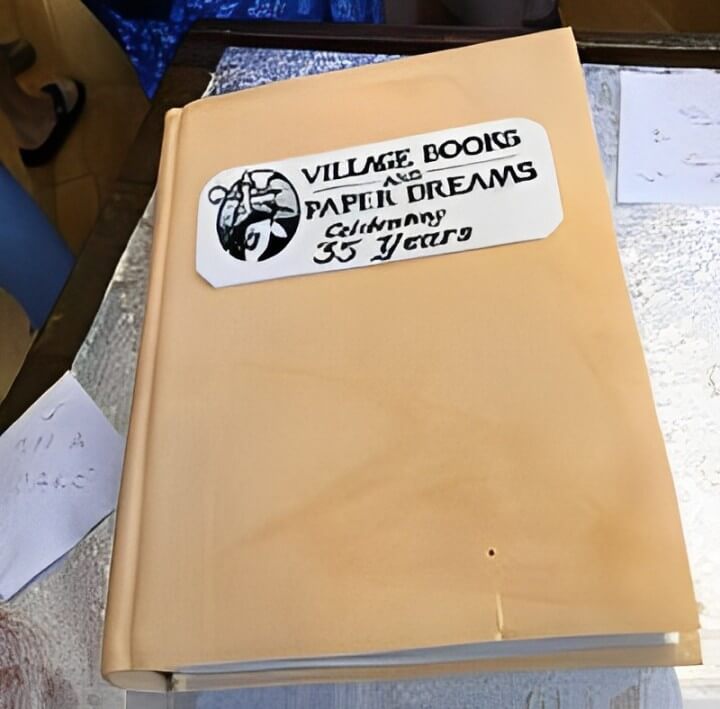 VILLAGE BOOKS
AND
PAPER DREAMS
Celebrating
35 Years